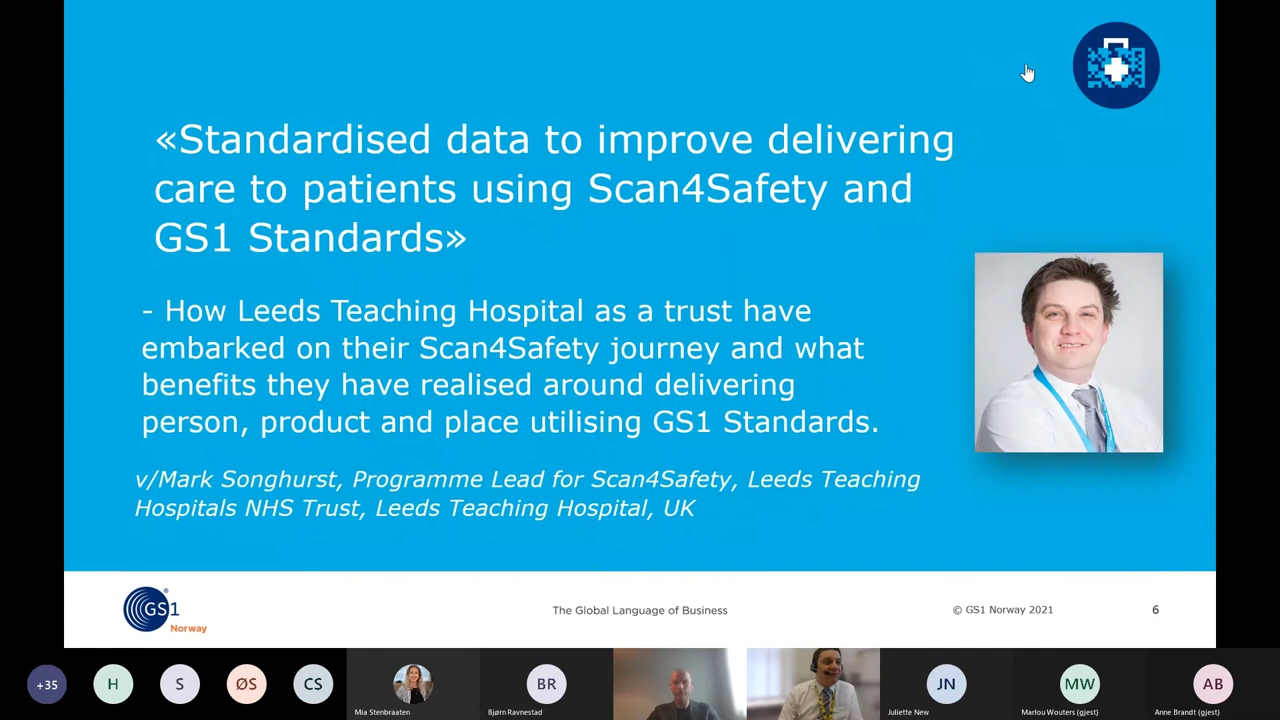 «Standardised data to improve delivering
care to patients using Scan4Safety and
GS1 Standards»
- How Leeds Teaching Hospital as a trust have
embarked on their Scan4Safety journey and what
benefits they have realised around delivering
person, product and place utilising GS1 Standards.
v/Mark Songhurst, Programme Lead for Scan4Safety, Leeds Teaching
Hospitals NHS Trust, Leeds Teaching Hospital, UK
GS1
®
Norway
The Global Language of Business
© GS1 Norway 2021
6
+35
H
S
ØS
CS
Mia Stenbraaten
BR
Bjørn Ravnestad
JN
Juliette New
MW
Marlou Wouters (gjest)
AB
Anne Brandt (gjest)